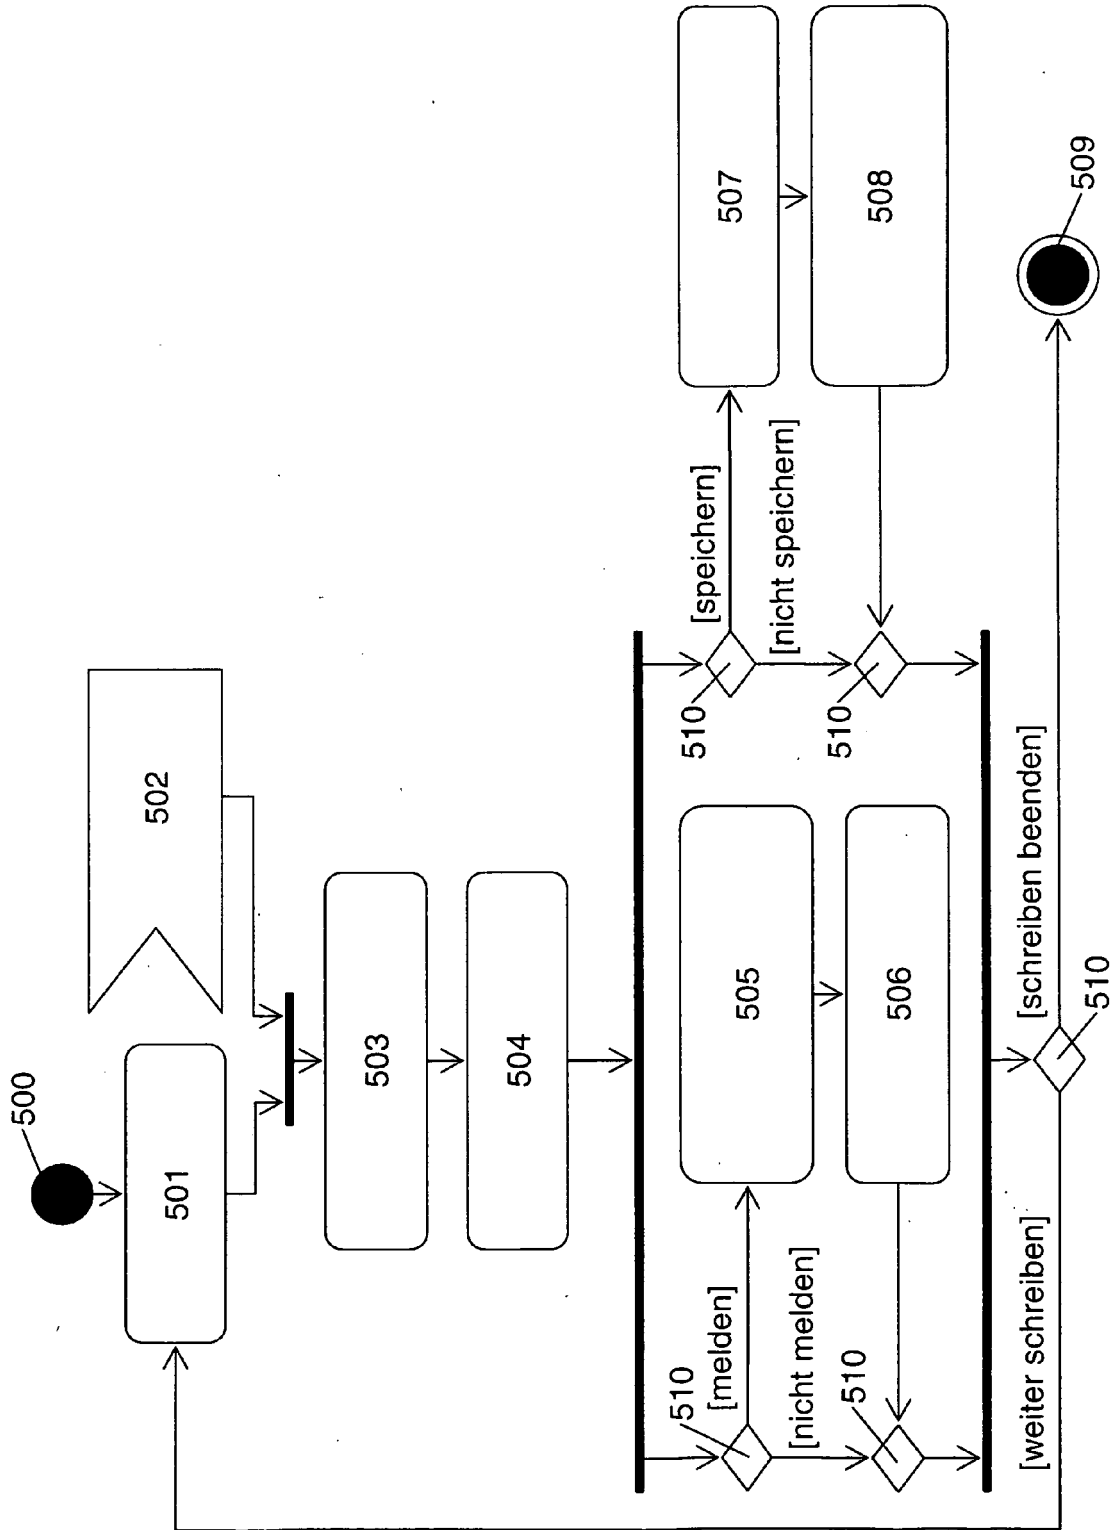 500
501
502
503
504
510
[melden]
[nicht melden]
505
506
510
510
[speichern]
[nicht speichern]
507
508
510
[weiter schreiben]
[schreiben beenden]
510
509